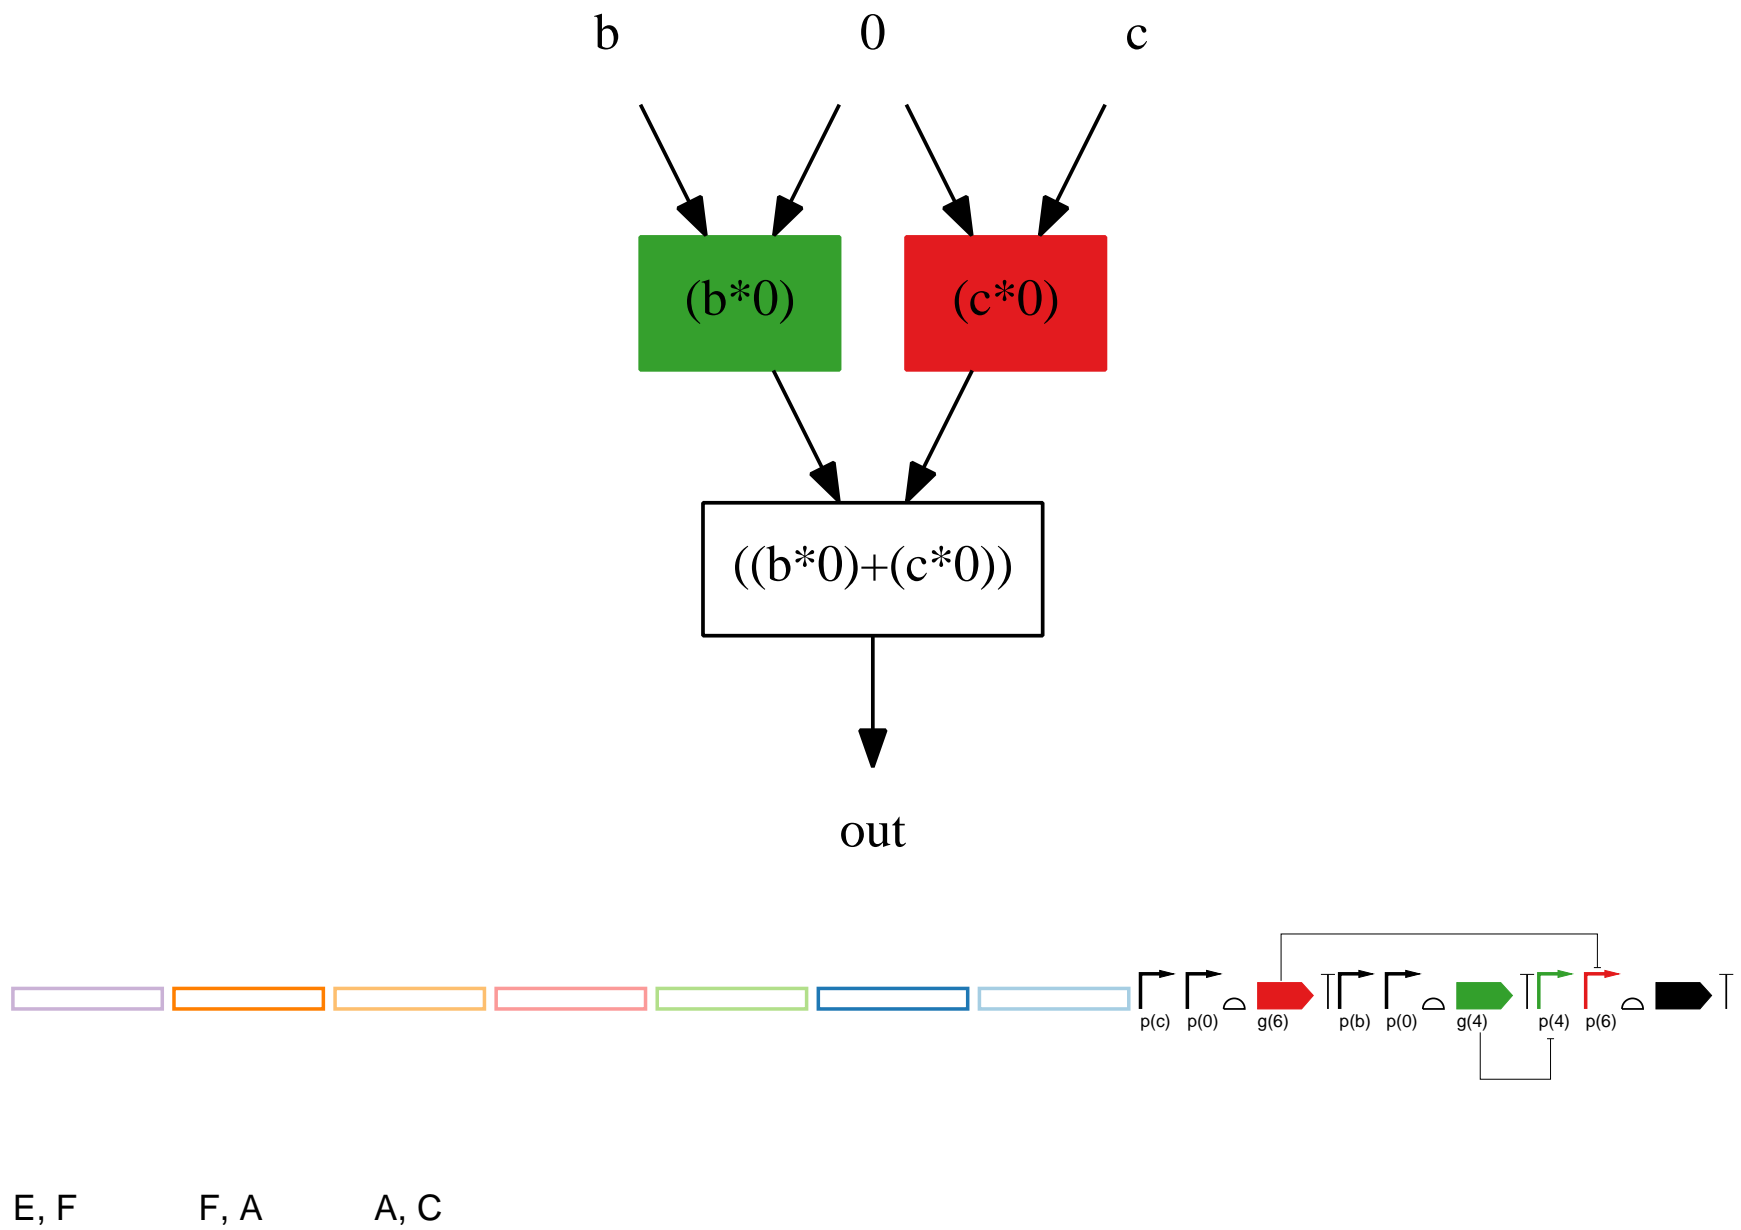 b 0 c
(b*0) (c*0)
((b*0)+(c*0))
out
p(c) p(0) g(6) p(b) p(0) g(4) p(4) p(6)
E, F F, A A, C